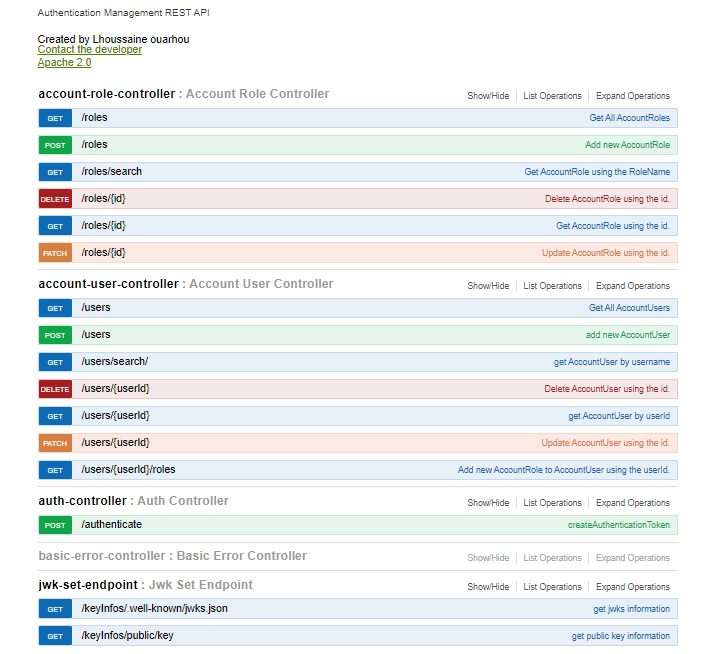 Authentication Management REST API
Created by Lhoussaine ouarhou
Contact the developer
Apache 2.0
account-role-controller : Account Role Controller Show/Hide List Operations Expand Operations
GET /roles Get All AccountRoles
POST /roles Add new AccountRole
GET /roles/search Get AccountRole using the RoleName
DELETE /roles/{id} Delete AccountRole using the id.
GET /roles/{id} Get AccountRole using the id.
PATCH /roles/{id} Update AccountRole using the id.
account-user-controller : Account User Controller Show/Hide List Operations Expand Operations
GET /users Get All AccountUsers
POST /users add new AccountUser
GET /users/search/ get AccountUser by username
DELETE /users/{userId} Delete AccountUser using the id.
GET /users/{userId} get AccountUser by userId
PATCH /users/{userId} Update AccountUser using the id.
GET /users/{userId}/roles Add new AccountRole to AccountUser using the userId.
auth-controller : Auth Controller Show/Hide List Operations Expand Operations
POST /authenticate createAuthenticationToken
basic-error-controller : Basic Error Controller Show/Hide List Operations Expand Operations
jwk-set-endpoint : Jwk Set Endpoint Show/Hide List Operations Expand Operations
GET /keyInfos/.well-known/jwks.json get jwks information
GET /keyInfos/public/key get public key information